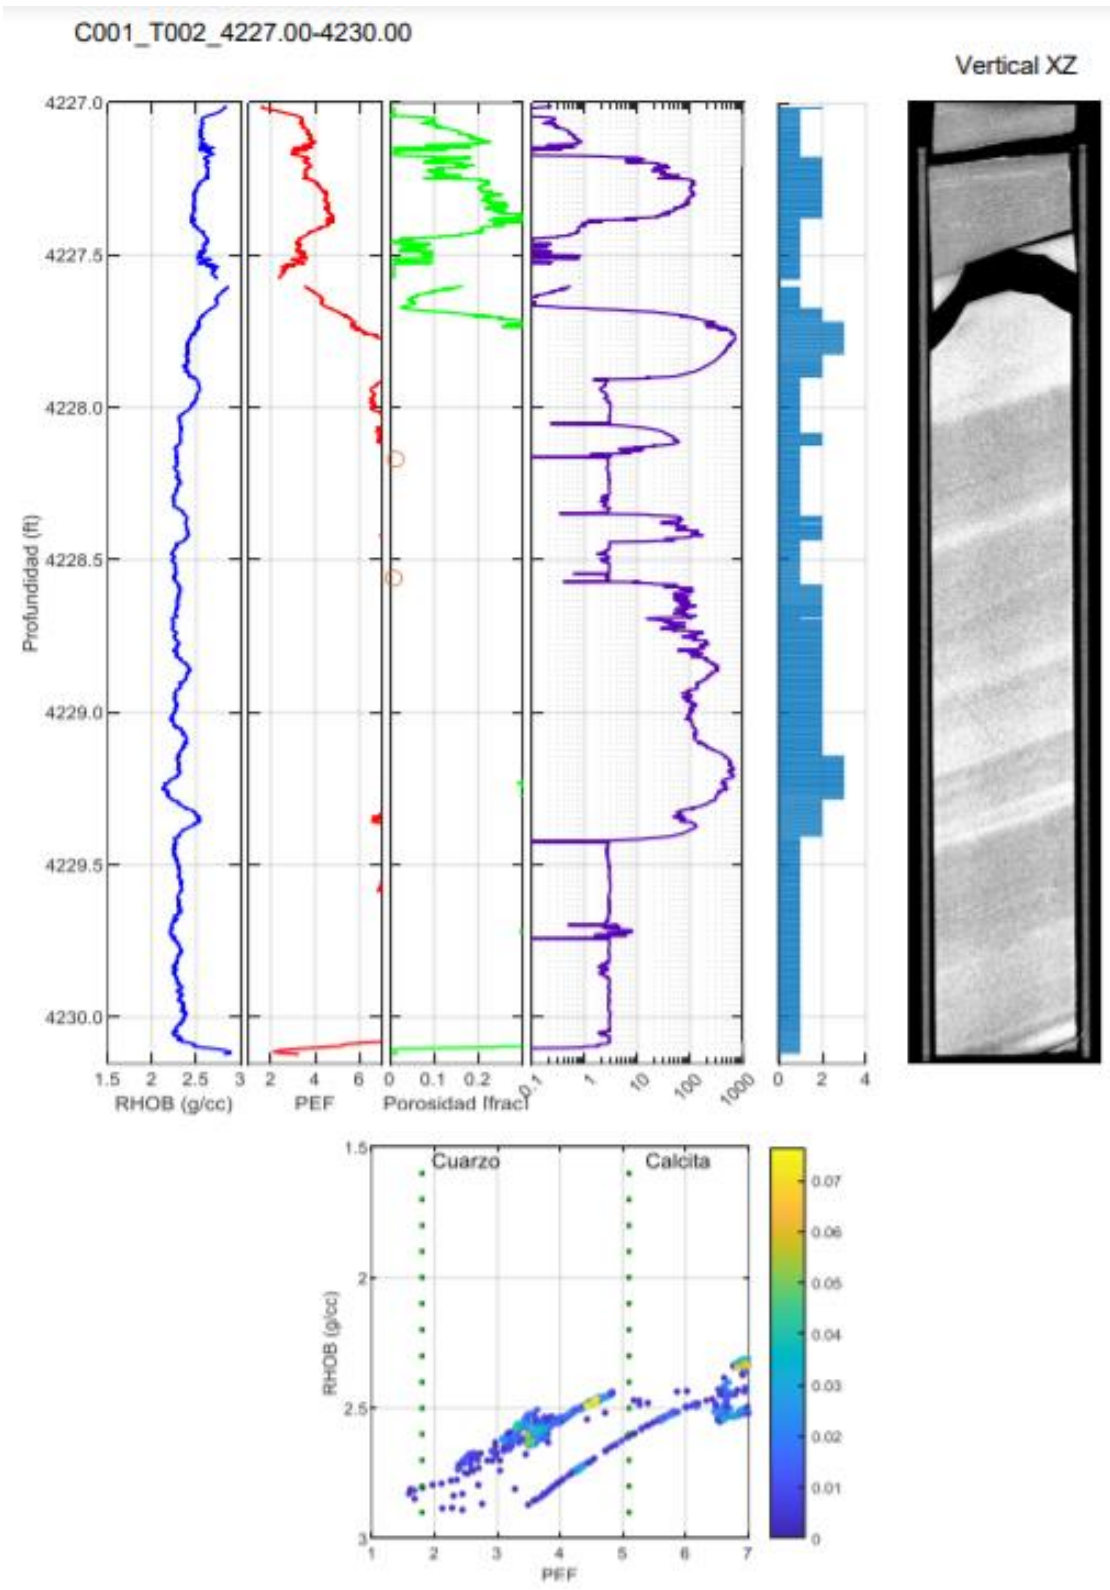 C001_T002_4227.00-4230.00
Vertical XZ
4227.0
4227.5
4228.0
4228.5
4229.0
4229.5
4230.0
Profundidad (ft)
1.5 2 2.5 3
RHOB (g/cc)
2 4 6
PEF
0 0.1 0.2
Porosidad [frac]
0.1 1 10 100 1000
0 2 4
Cuarzo Calcita
1.5
2
2.5
3
RHOB (g/cc)
1 2 3 4 5 6 7
PEF
0.07
0.06
0.05
0.04
0.03
0.02
0.01
0